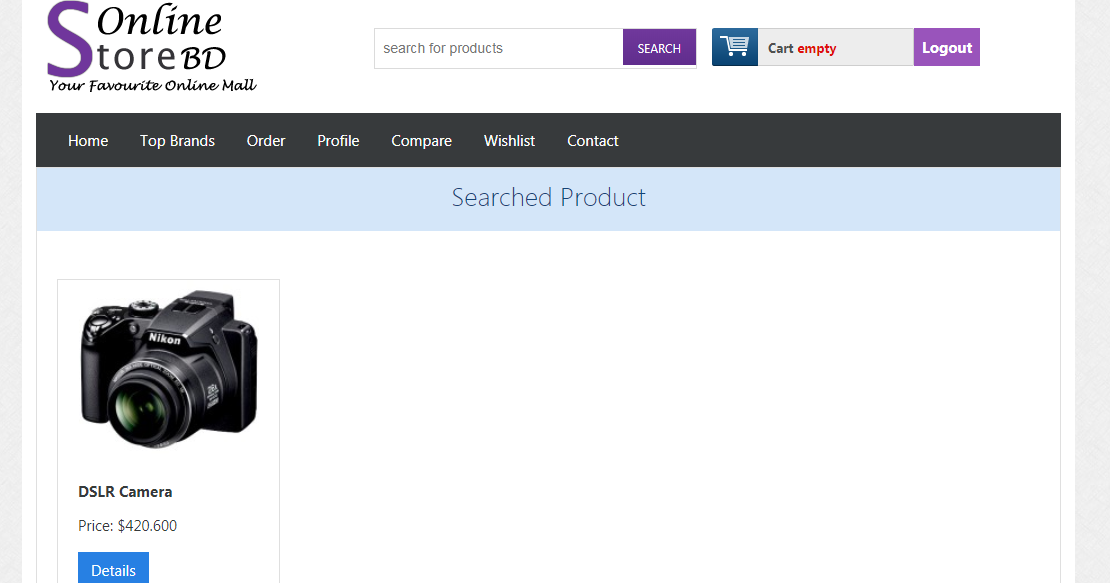 Online
StoreBD
Your Favourite Online Mall
search for products
SEARCH
Cart empty
Logout
Home Top Brands Order Profile Compare Wishlist Contact
Searched Product
Nikon
DSLR Camera
Price: $420.600
Details